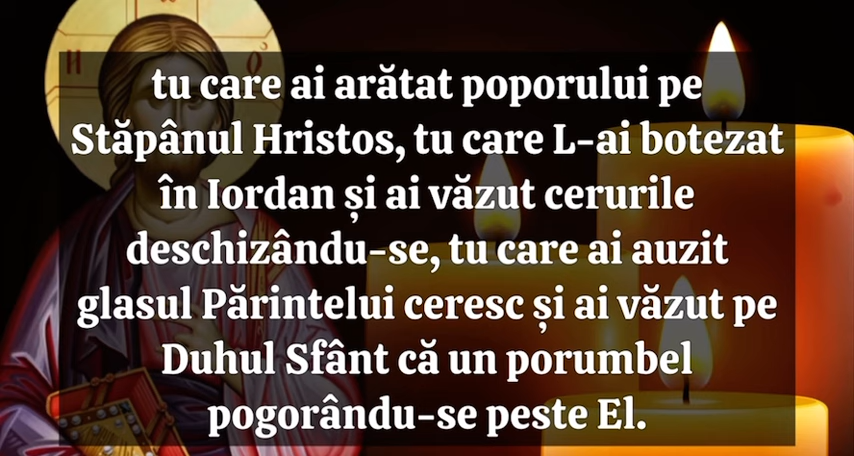 tu care ai arătat poporului pe
Stăpânul Hristos, tu care L-ai botezat
în Iordan și ai văzut cerurile
deschizându-se, tu care ai auzit
glasul Părintelui ceresc și ai văzut pe
Duhul Sfânt că un porumbel
pogorându-se peste El.